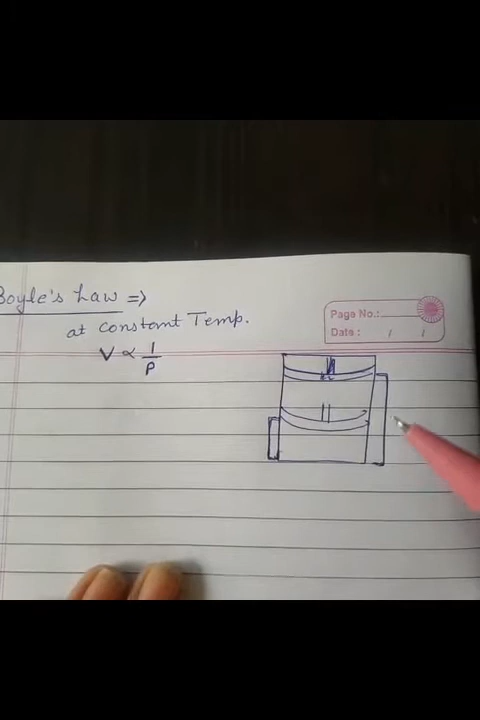 Boyle's Law =>
at constant Temp.
V ∝ 1/P
Page No.:
Date : / /